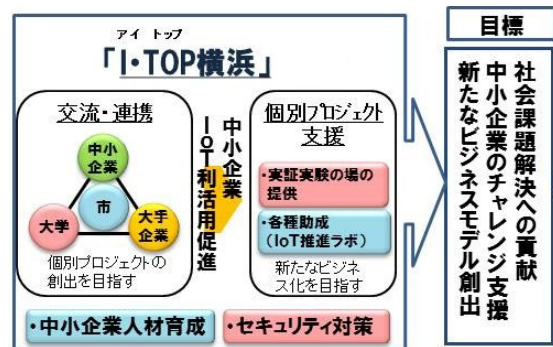 アイ トップ
「I・TOP横浜」
交流・連携
中小
企業
市
大学
大手
企業
個別プロジェクトの
創出を目指す
中小企業
IOT利活用促進
個別プロジェクト
支援
・実証実験の場の
提供
・各種助成
(IoT推進ラボ)
新たなビジネ
ス化を目指す
・中小企業人材育成
・セキュリティ対策
目標
社会課題解決への貢献
中小企業のチャレンジ支援
新たなビジネスモデル創出